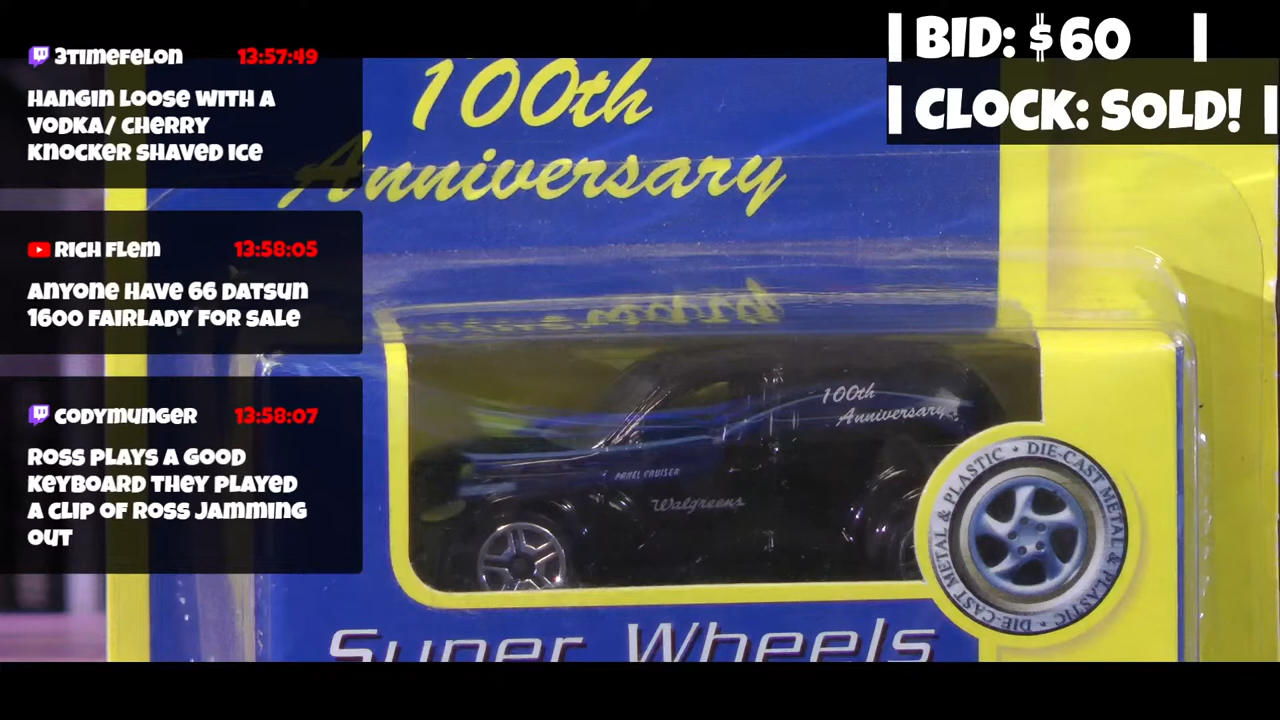 3TIMEFELON 13:57:49
HANGIN LOOSE WITH A
VODKA/ CHERRY
KNOCKER SHAVED ICE
RICH FLEM 13:58:05
ANYONE HAVE 66 DATSUN
1600 FAIRLADY FOR SALE
CODYMUNGER 13:58:07
ROSS PLAYS A GOOD
KEYBOARD THEY PLAYED
A CLIP OF ROSS JAMMING
OUT
| BID: $60 |
| CLOCK: SOLD! |
100th
Anniversary
100th
Anniversary
PANEL CRUISER
Walgreens
DIE-CAST METAL & PLASTIC • DIE-CAST METAL & PLASTIC •
Super Wheels